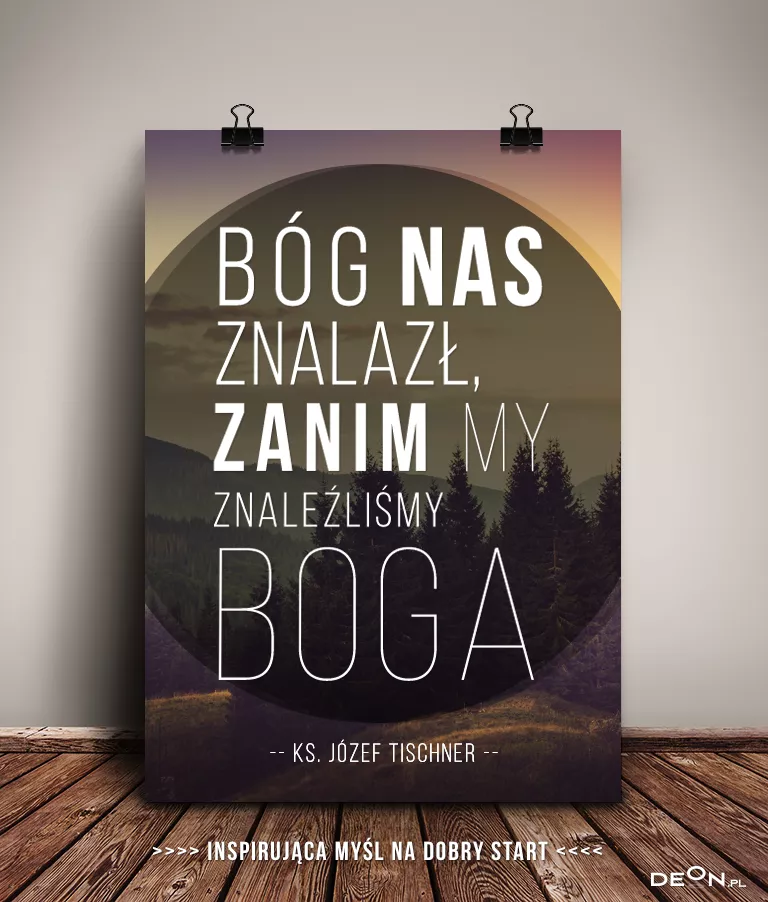 BÓG NAS
ZNALAZŁ,
ZANIM MY
ZNALEŹLIŚMY
BOGA
-- KS. JÓZEF TISCHNER --
>>>> INSPIRUJĄCA MYŚL NA DOBRY START <<<<
DEON.PL